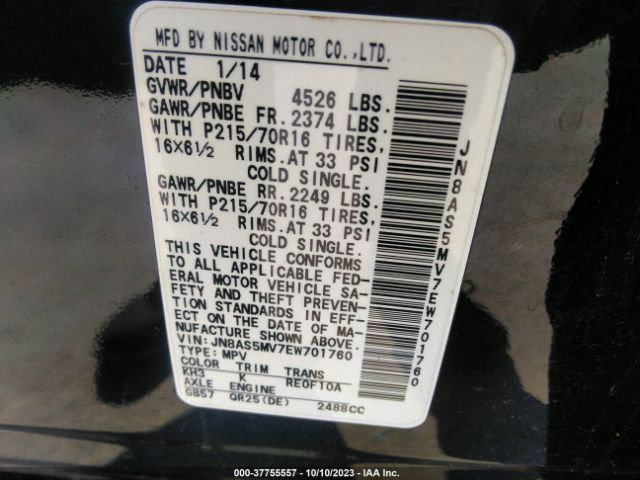 MFD BY NISSAN MOTOR CO.,LTD.
DATE 1/14
GVWR/PNBV 4526 LBS.
GAWR/PNBE FR. 2374 LBS.
WITH P215/70R16 TIRES,
16X6½ RIMS. AT 33 PSI
COLD SINGLE.
GAWR/PNBE RR. 2249 LBS.
WITH P215/70R16 TIRES,
16X6½ RIMS. AT 33 PSI
COLD SINGLE.
THIS VEHICLE CONFORMS
TO ALL APPLICABLE FED-
ERAL MOTOR VEHICLE SA-
FETY AND THEFT PREVEN-
TION STANDARDS IN EFF-
ECT ON THE DATE OF MA-
NUFACTURE SHOWN ABOVE.
VIN: JN8AS5MV7EW701760
TYPE: MPV
COLOR TRIM TRANS
KH3 K RE0F10A
AXLE ENGINE
GB57 QR25(DE) 2488CC
JN8AS5MV7EW701760
000-37755557 - 10/10/2023 - IAA Inc.